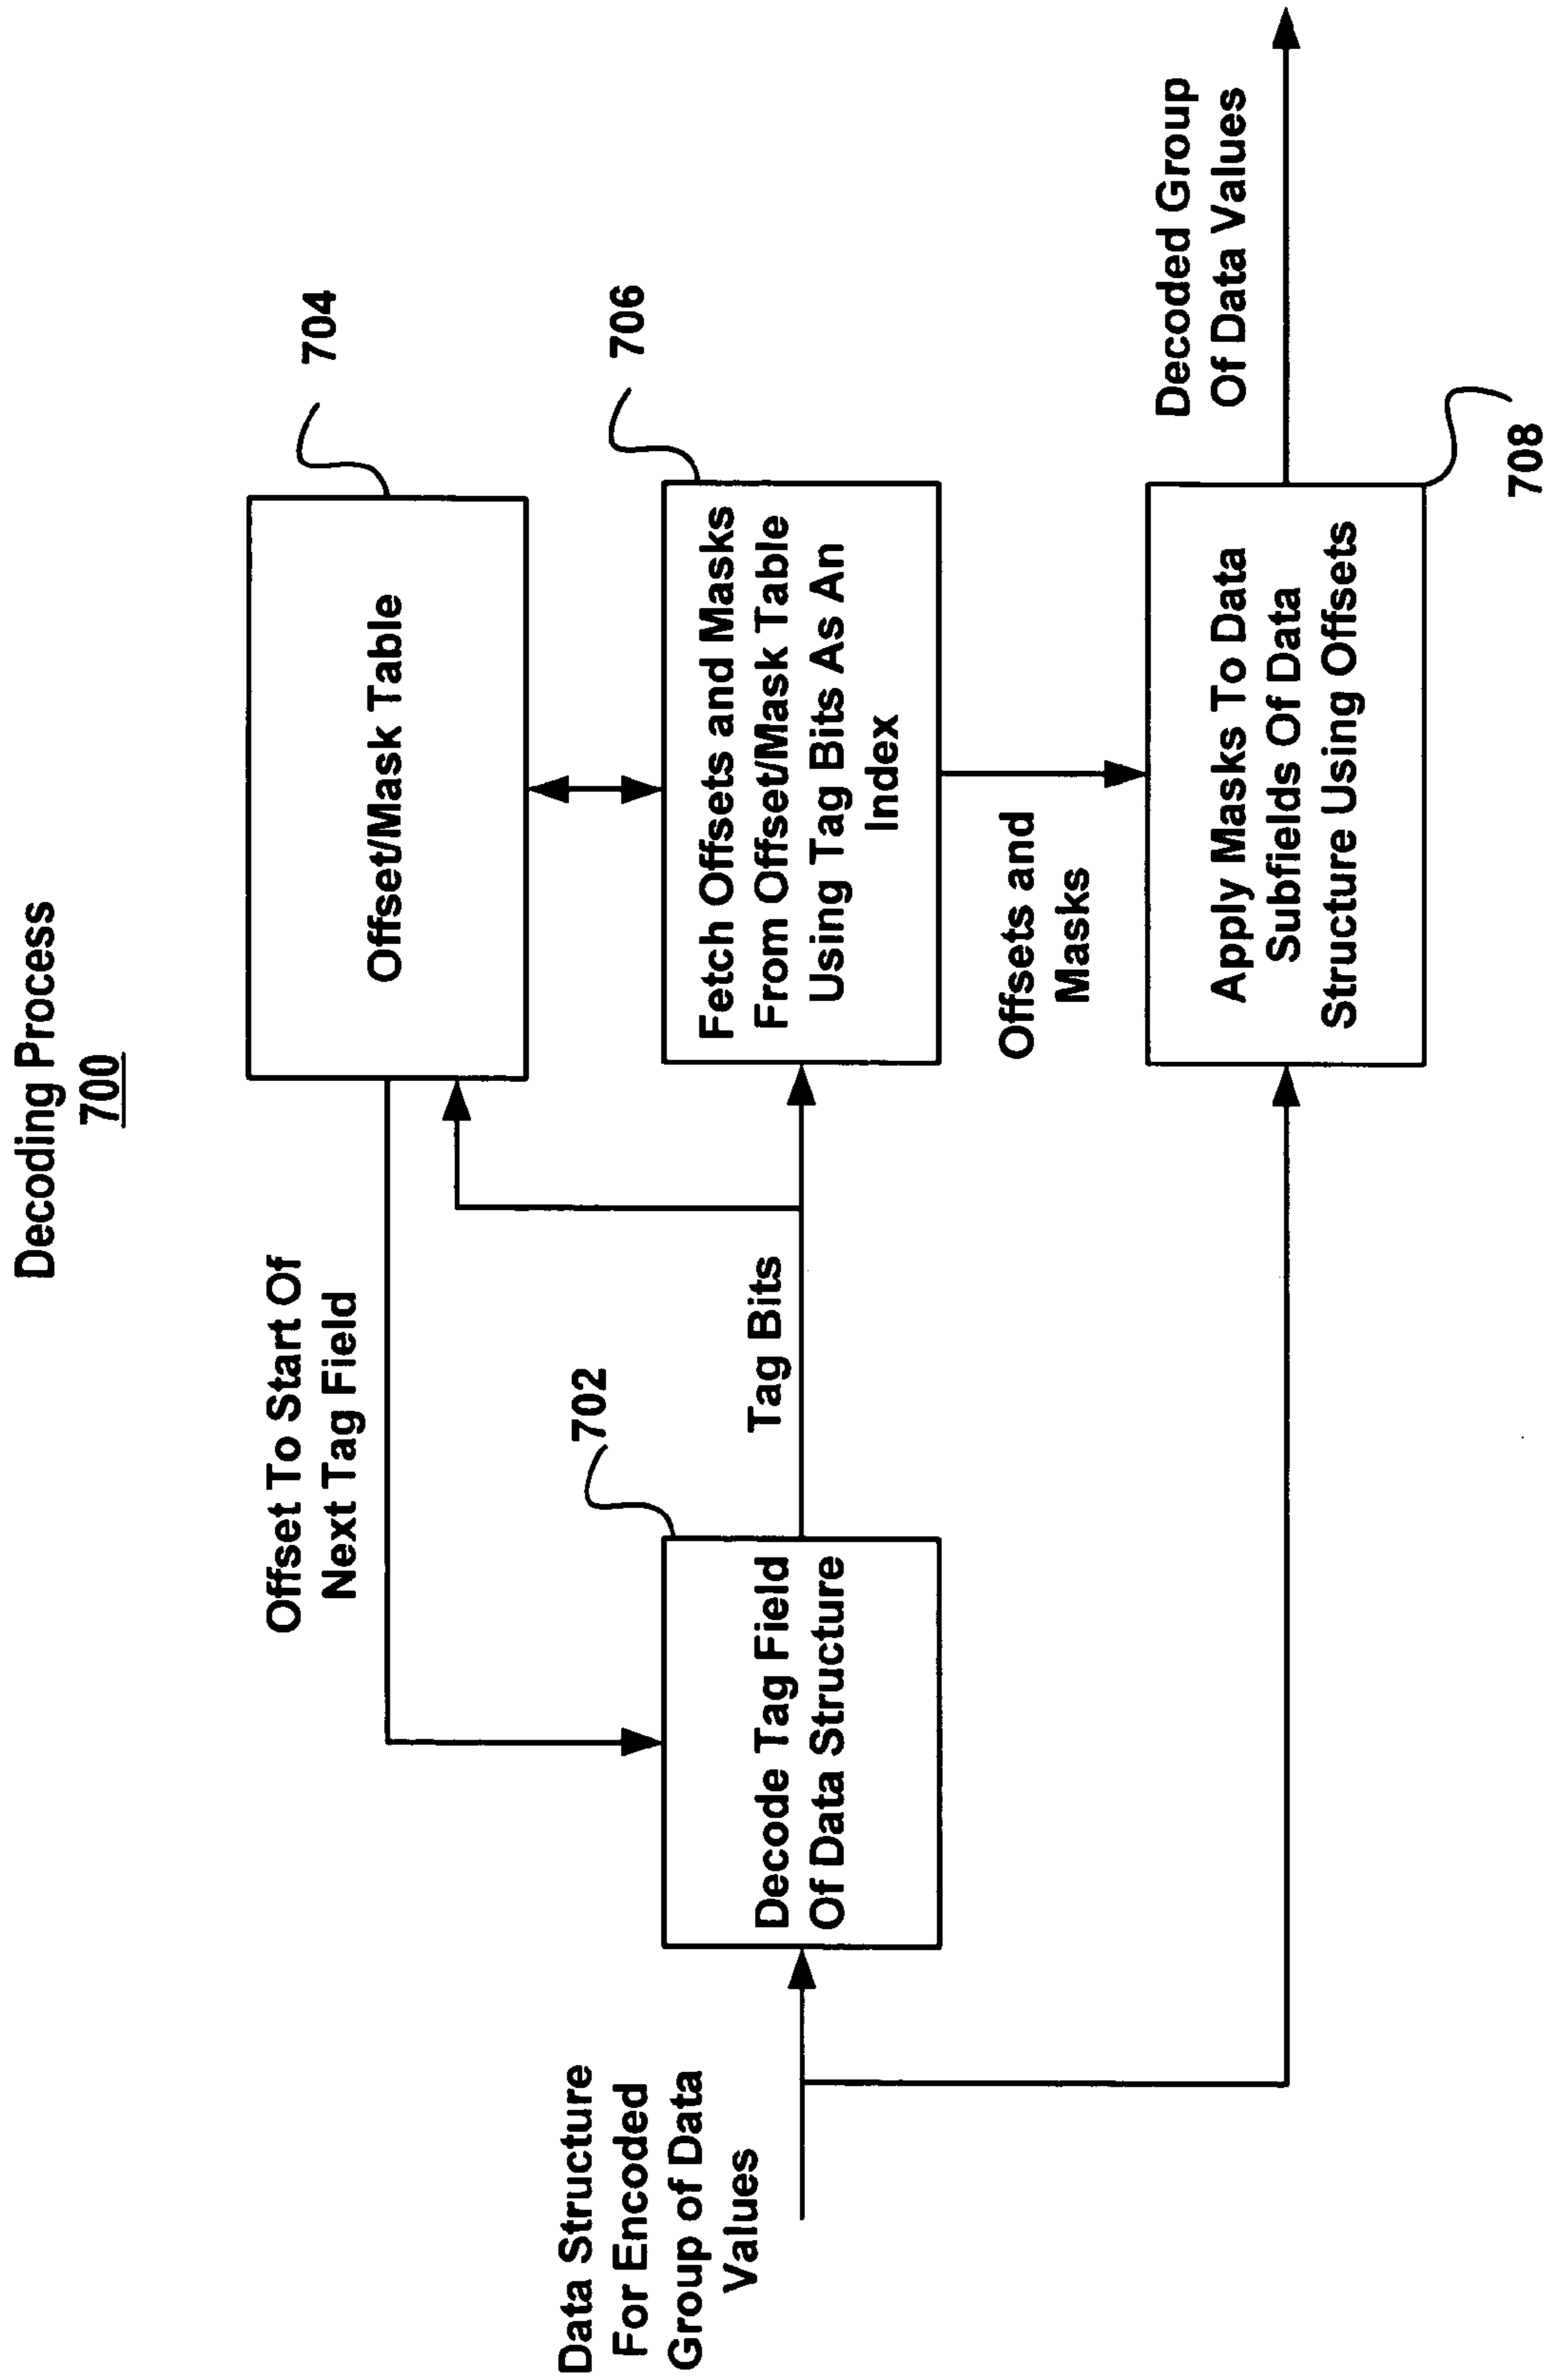 Decoding Process
700
Offset To Start Of
Next Tag Field
704
Offset/Mask Table
702
706
Data Structure
For Encoded
Group of Data
Values
Decode Tag Field
Of Data Structure
Tag Bits
Fetch Offsets and Masks
From Offset/Mask Table
Using Tag Bits As An
Index
Offsets and
Masks
Apply Masks To Data
Subfields Of Data
Structure Using Offsets
Decoded Group
Of Data Values
708